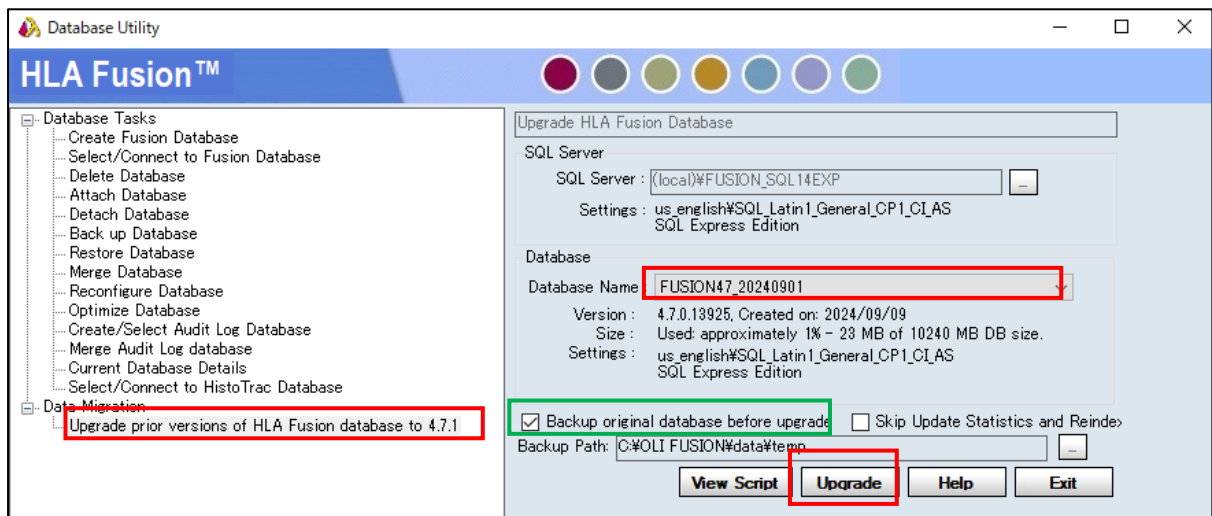 Database Utility
HLA Fusion™
Database Tasks
Create Fusion Database
Select/Connect to Fusion Database
Delete Database
Attach Database
Detach Database
Back up Database
Restore Database
Merge Database
Reconfigure Database
Optimize Database
Create/Select Audit Log Database
Merge Audit Log database
Current Database Details
Select/Connect to HistoTrac Database
Data Migration
Upgrade prior versions of HLA Fusion database to 4.7.1
Upgrade HLA Fusion Database
SQL Server
SQL Server : (local)¥FUSION_SQL14EXP ...
Settings : us_english¥SQL_Latin1_General_CP1_CI_AS
SQL Express Edition
Database
Database Name : FUSION47_20240901
Version : 4.7.0.13925, Created on: 2024/09/09
Size : Used: approximately 1% - 23 MB of 10240 MB DB size.
Settings : us_english¥SQL_Latin1_General_CP1_CI_AS
SQL Express Edition
Backup original database before upgrade Skip Update Statistics and Reindex
Backup Path: C:¥OLI FUSION¥data¥temp ...
View Script Upgrade Help Exit